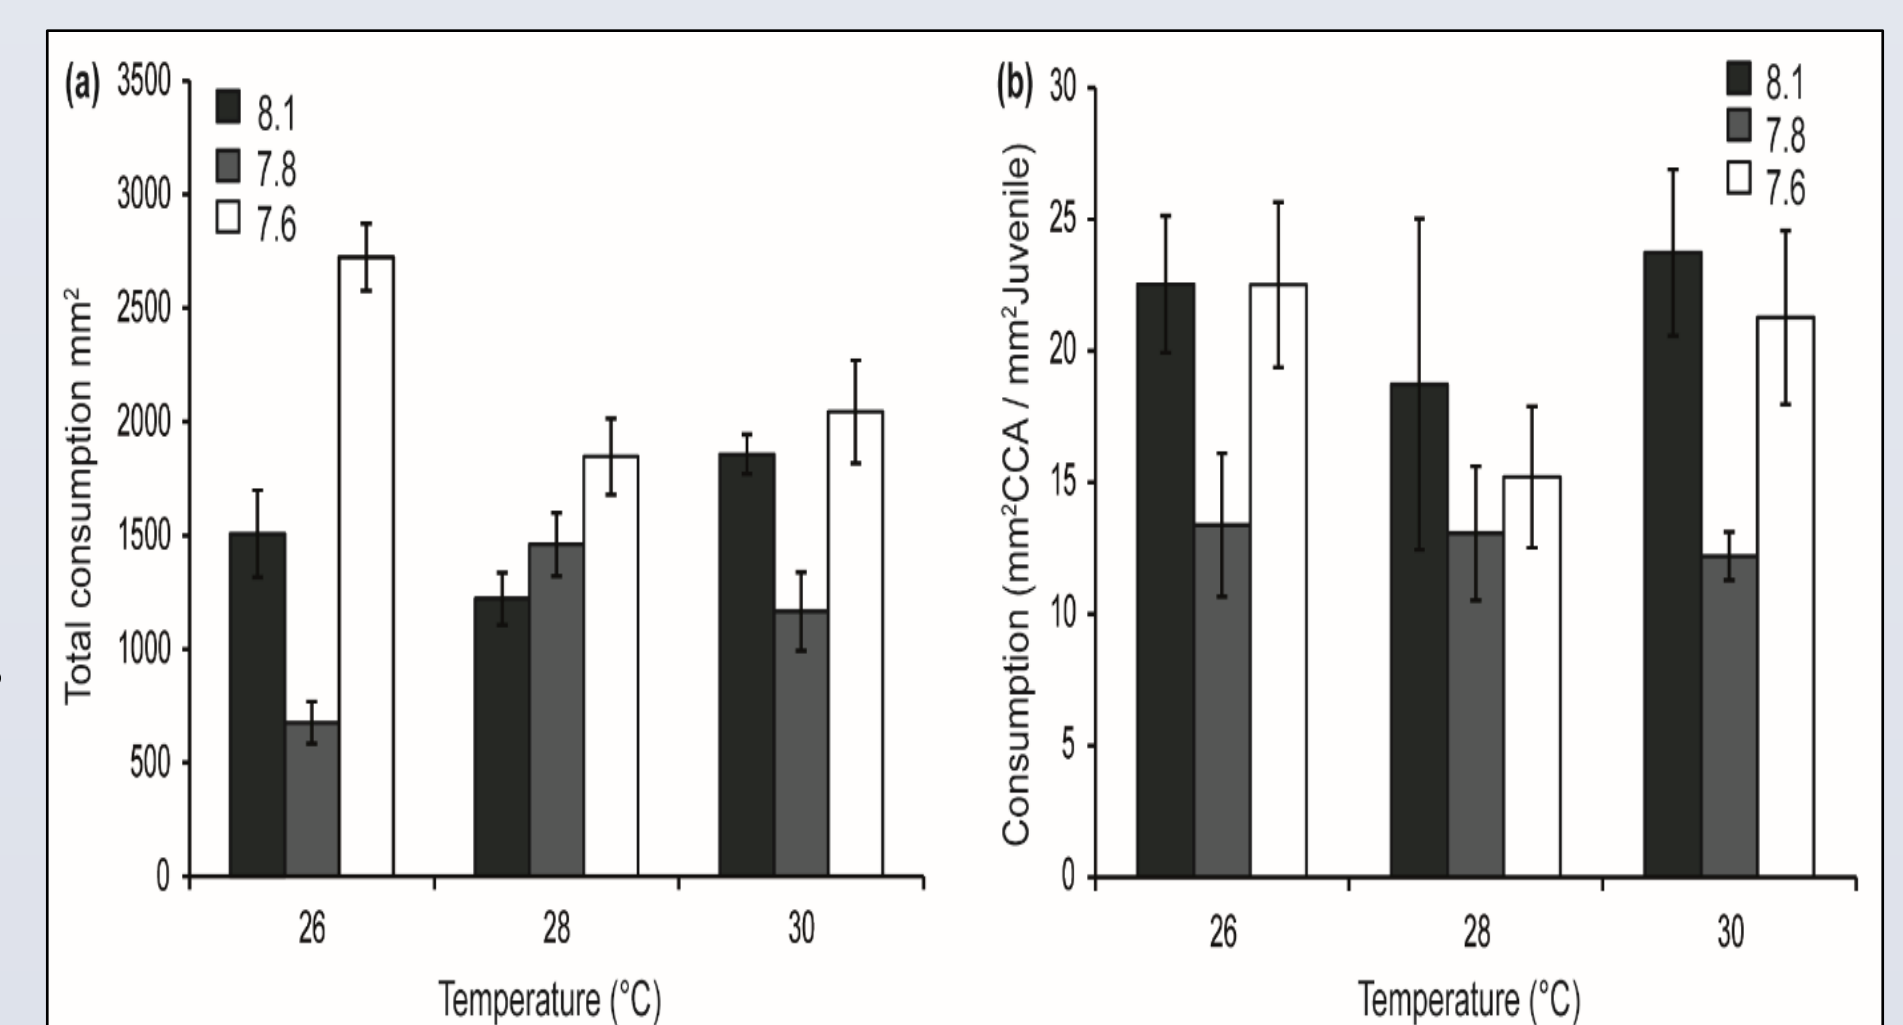 (a)
3500
3000
2500
2000
1500
1000
500
0
Total consumption mm²
8.1
7.8
7.6
26 28 30
Temperature (°C)
(b)
30
25
20
15
10
5
0
Consumption (mm²CCA / mm²Juvenile)
8.1
7.8
7.6
26 28 30
Temperature (°C)